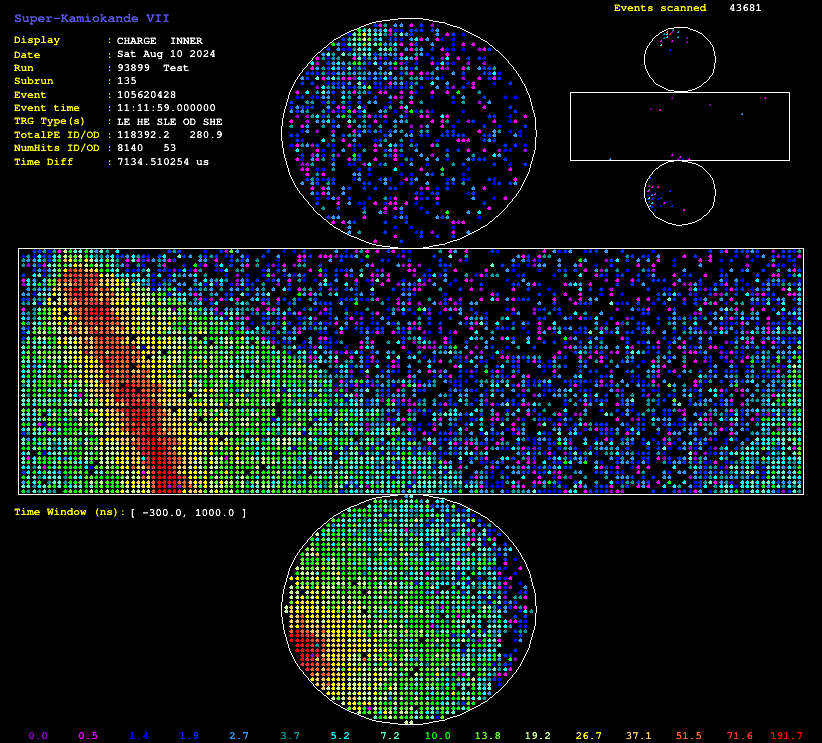 Events scanned 43681
Super-Kamiokande VII
Display : CHARGE INNER
Date : Sat Aug 10 2024
Run : 93899 Test
Subrun : 135
Event : 105620428
Event time : 11:11:59.000000
TRG Type(s) : LE HE SLE OD SHE
TotalPE ID/OD : 118392.2 280.9
NumHits ID/OD : 8140 53
Time Diff : 7134.510254 us
Time Window (ns): [ -300.0, 1000.0 ]
0.0 0.5 1.4 1.9 2.7 3.7 5.2 7.2 10.0 13.8 19.2 26.7 37.1 51.5 71.6 191.7